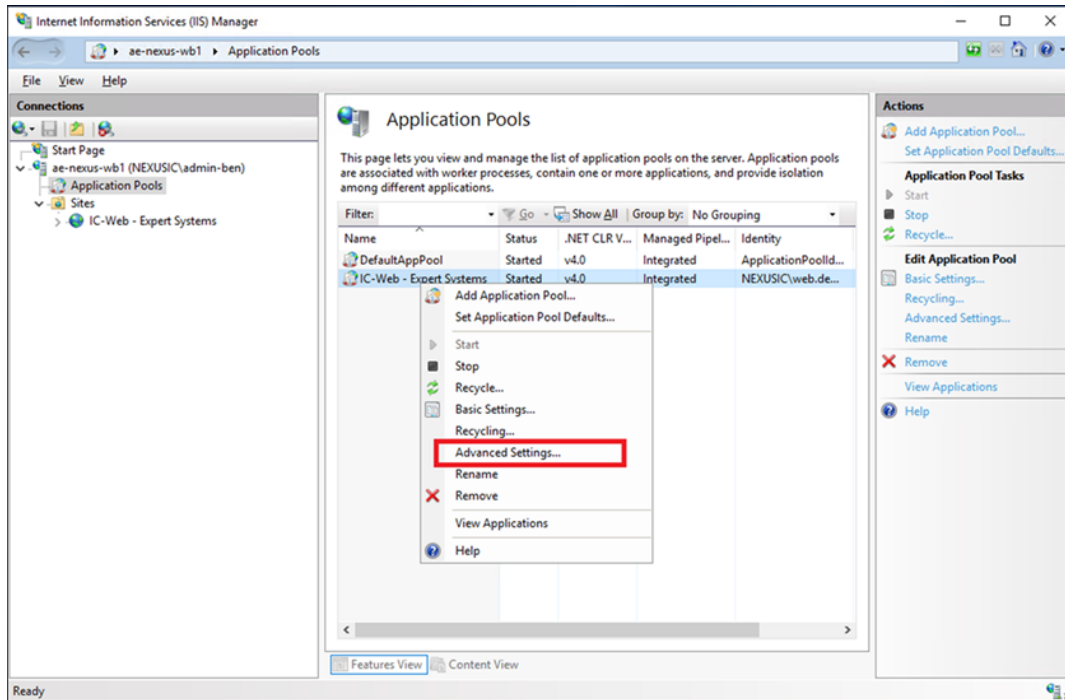 Internet Information Services (IIS) Manager
ae-nexus-wb1 Application Pools
File View Help
Connections
Start Page
ae-nexus-wb1 (NEXUSIC\admin-ben)
Application Pools
Sites
IC-Web - Expert Systems
Application Pools
This page lets you view and manage the list of application pools on the server. Application pools
are associated with worker processes, contain one or more applications, and provide isolation
among different applications.
Filter: Go Show All Group by: No Grouping
Name Status .NET CLR V... Managed Pipel... Identity
DefaultAppPool Started v4.0 Integrated ApplicationPoolId...
IC-Web - Expert Systems Started v4.0 Integrated NEXUSIC\web.de...
Add Application Pool...
Set Application Pool Defaults...
Start
Stop
Recycle...
Basic Settings...
Recycling...
Advanced Settings...
Rename
Remove
View Applications
Help
Features View Content View
Actions
Add Application Pool...
Set Application Pool Defaults...
Application Pool Tasks
Start
Stop
Recycle...
Edit Application Pool
Basic Settings...
Recycling...
Advanced Settings...
Rename
Remove
View Applications
Help
Ready